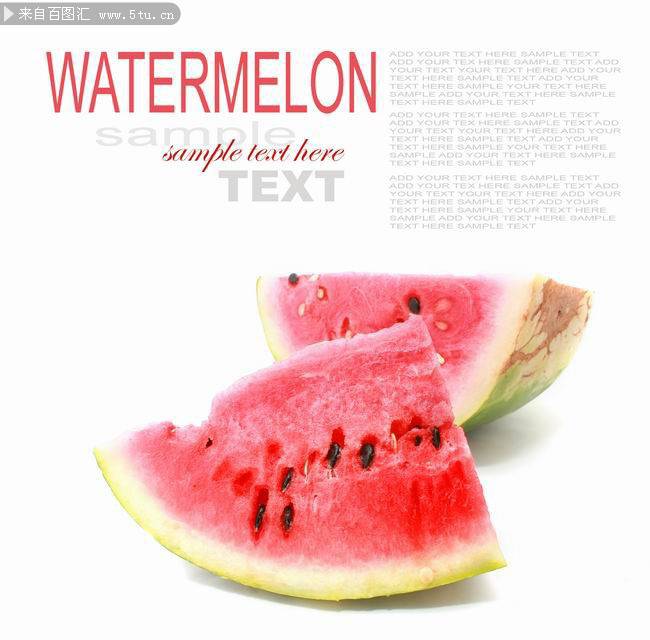 来自百图汇 www.5tu.cn
WATERMELON
sample
sample text here
TEXT
ADD YOUR TEXT HERE SAMPLE TEXT
ADD YOUR TEX HERE SAMPLE TEXT ADD
YOUR TEXT YOUR TEXT HERE ADD YOUR
TEXT HERE SAMPLE TEXT ADD YOUR
TEXT HERE SMPLE YOUR TEXT HERE
SAMPLE ADD YOUR TEXT HERE SAMPLE
TEXT HERE SAMPLE TEXT
ADD YOUR TEXT HERE SAMPLE TEXT
ADD YOUR TEX HERE SAMPLE TEXT ADD
YOUR TEXT YOUR TEXT HERE ADD YOUR
TEXT HERE SAMPLE TEXT ADD YOUR
TEXT HERE SMPLE YOUR TEXT HERE
SAMPLE ADD YOUR TEXT HERE SAMPLE
TEXT HERE SAMPLE TEXT
ADD YOUR TEXT HERE SAMPLE TEXT
ADD YOUR TEX HERE SAMPLE TEXT ADD
YOUR TEXT YOUR TEXT HERE ADD YOUR
TEXT HERE SAMPLE TEXT ADD YOUR
TEXT HERE SMPLE YOUR TEXT HERE
SAMPLE ADD YOUR TEXT HERE SAMPLE
TEXT HERE SAMPLE TEXT